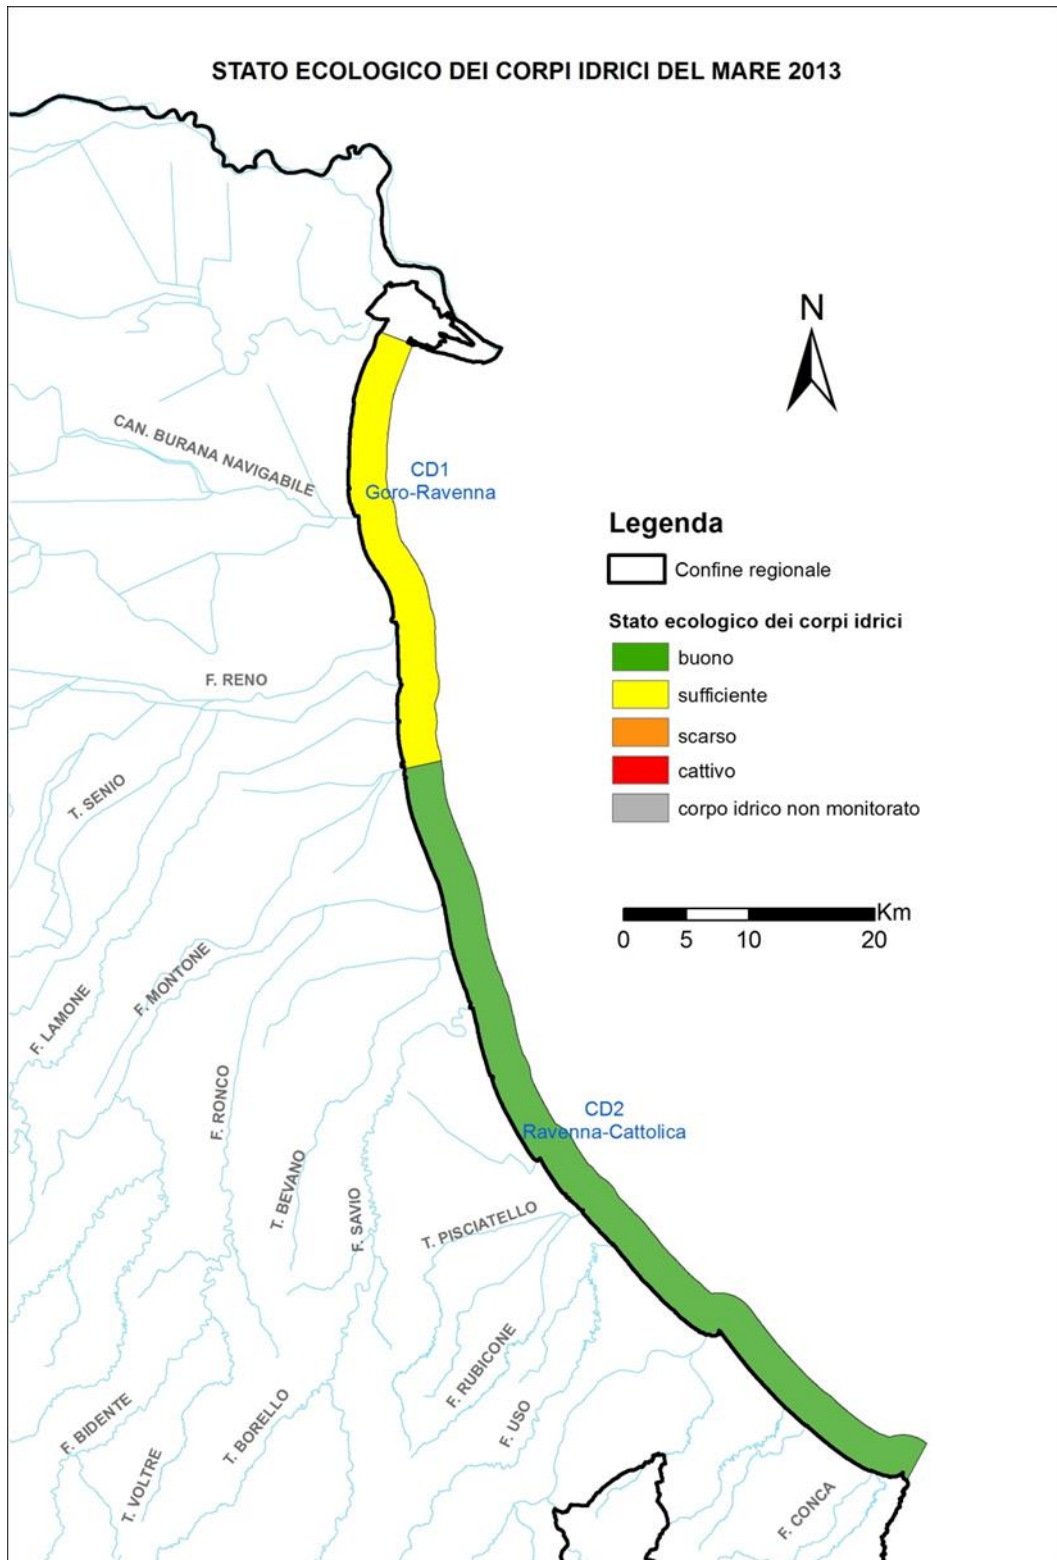 STATO ECOLOGICO DEI CORPI IDRICI DEL MARE 2013
N
CAN. BURANA NAVIGABILE
CD1
Goro-Ravenna
Legenda
Confine regionale
Stato ecologico dei corpi idrici
buono
sufficiente
scarso
cattivo
corpo idrico non monitorato
F. RENO
T. SENIO
Km
0 5 10 20
F. LAMONE
F. MONTONE
F. RONCO
CD2
Ravenna-Cattolica
T. BEVANO
F. SAVIO
T. PISCIATELLO
F. RUBICONE
F. USO
F. BIDENTE
T. VOLTRE
T. BORELLO
F. CONCA